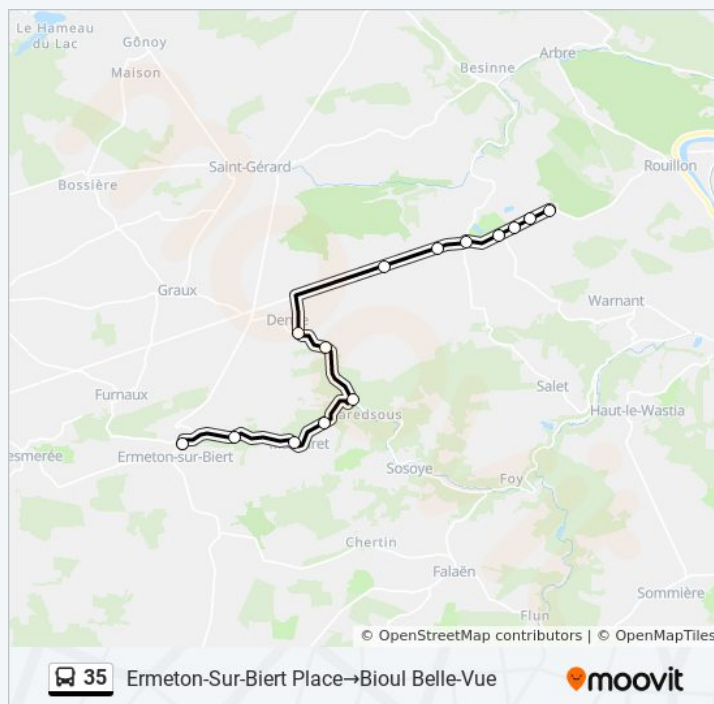 Le Hameau
du Lac
Gônoy
Maison
Arbre
Besinne
Saint-Gérard
Rouillon
Bossière
Graux
Warnant
Furnaux
Salet
Haut-le-Wastia
Ermeton-sur-Biert
Sosoye
Foy
Chertin
Falaën
Sommière
Flun
© OpenStreetMap contributors | © OpenMapTiles
35 Ermeton-Sur-Biert Place→Bioul Belle-Vue
moovit